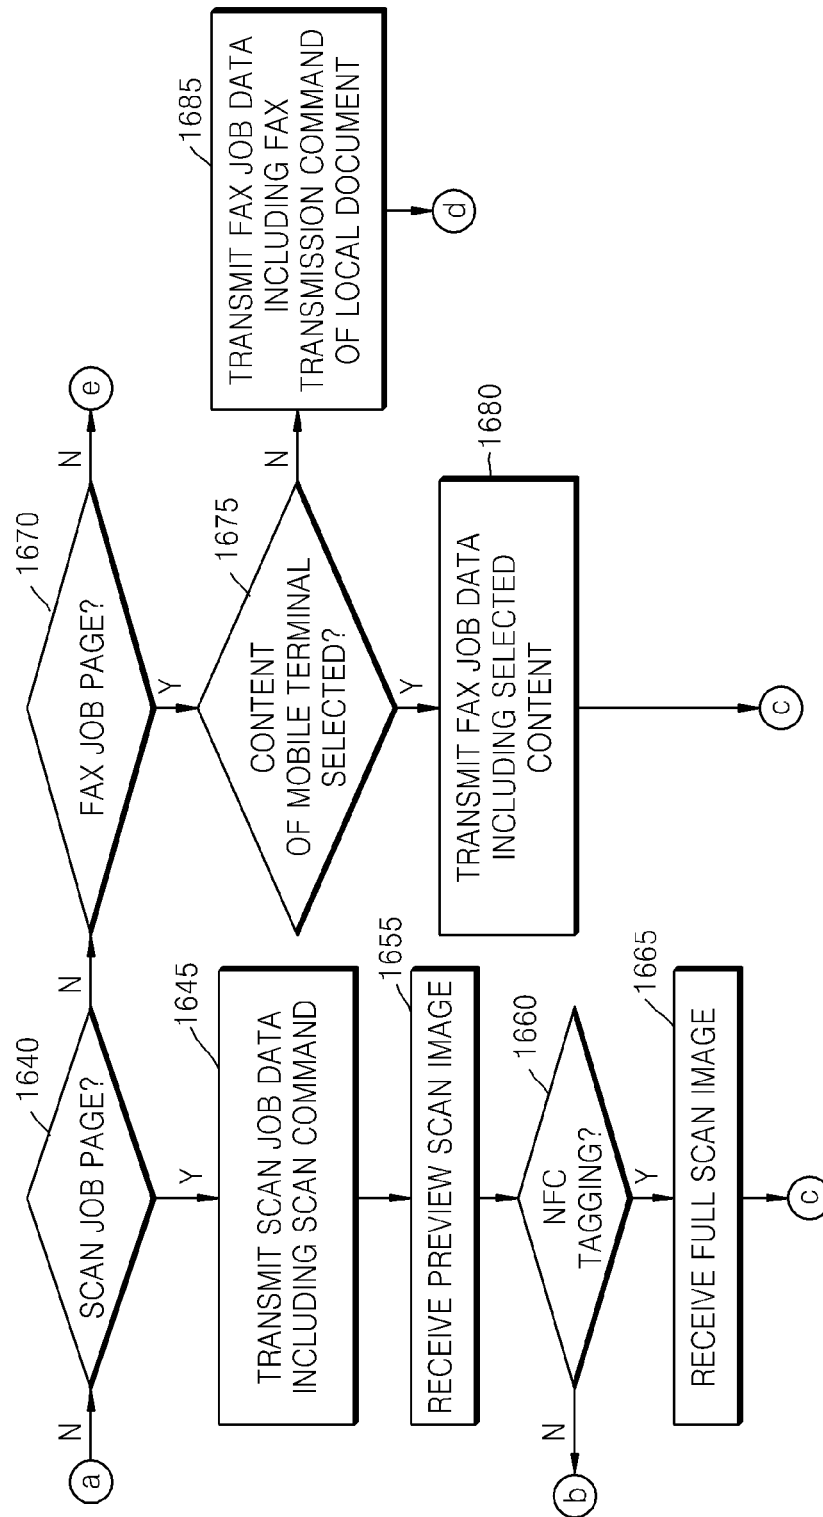 a
N
SCAN JOB PAGE?
1640
N
FAX JOB PAGE?
1670
N
e
Y
TRANSMIT SCAN JOB DATA
INCLUDING SCAN COMMAND
1645
RECEIVE PREVIEW SCAN IMAGE
1655
NFC
TAGGING?
1660
N
b
Y
RECEIVE FULL SCAN IMAGE
1665
c
Y
CONTENT
OF MOBILE TERMINAL
SELECTED?
1675
N
TRANSMIT FAX JOB DATA
INCLUDING FAX
TRANSMISSION COMMAND
OF LOCAL DOCUMENT
1685
d
Y
TRANSMIT FAX JOB DATA
INCLUDING SELECTED
CONTENT
1680
c